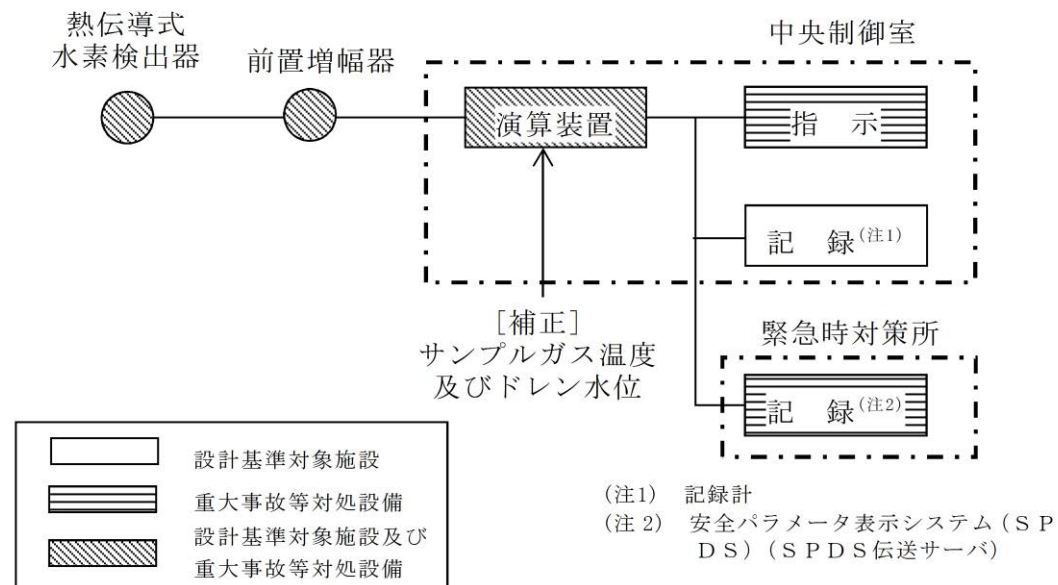 熱伝導式
水素検出器
前置増幅器
中央制御室
演算装置
指 示
記 録(注1)
[補正]
サンプルガス温度
及びドレン水位
緊急時対策所
記 録(注2)
設計基準対象施設
重大事故等対処設備
設計基準対象施設及び
重大事故等対処設備
(注1) 記録計
(注 2) 安全パラメータ表示システム(SP
DS)(SPDS伝送サーバ)